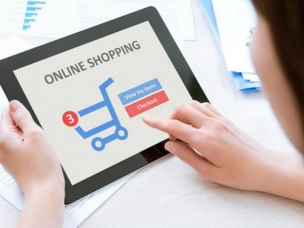 ONLINE SHOPPING
3
View my items
Checkout